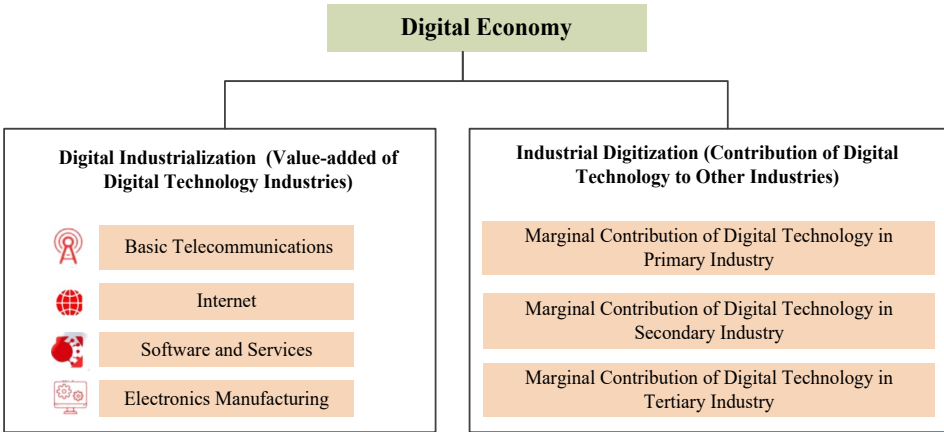 Digital Economy
Digital Industrialization (Value-added of
Digital Technology Industries)
Basic Telecommunications
Internet
Software and Services
Electronics Manufacturing
Industrial Digitization (Contribution of Digital
Technology to Other Industries)
Marginal Contribution of Digital Technology in
Primary Industry
Marginal Contribution of Digital Technology in
Secondary Industry
Marginal Contribution of Digital Technology in
Tertiary Industry